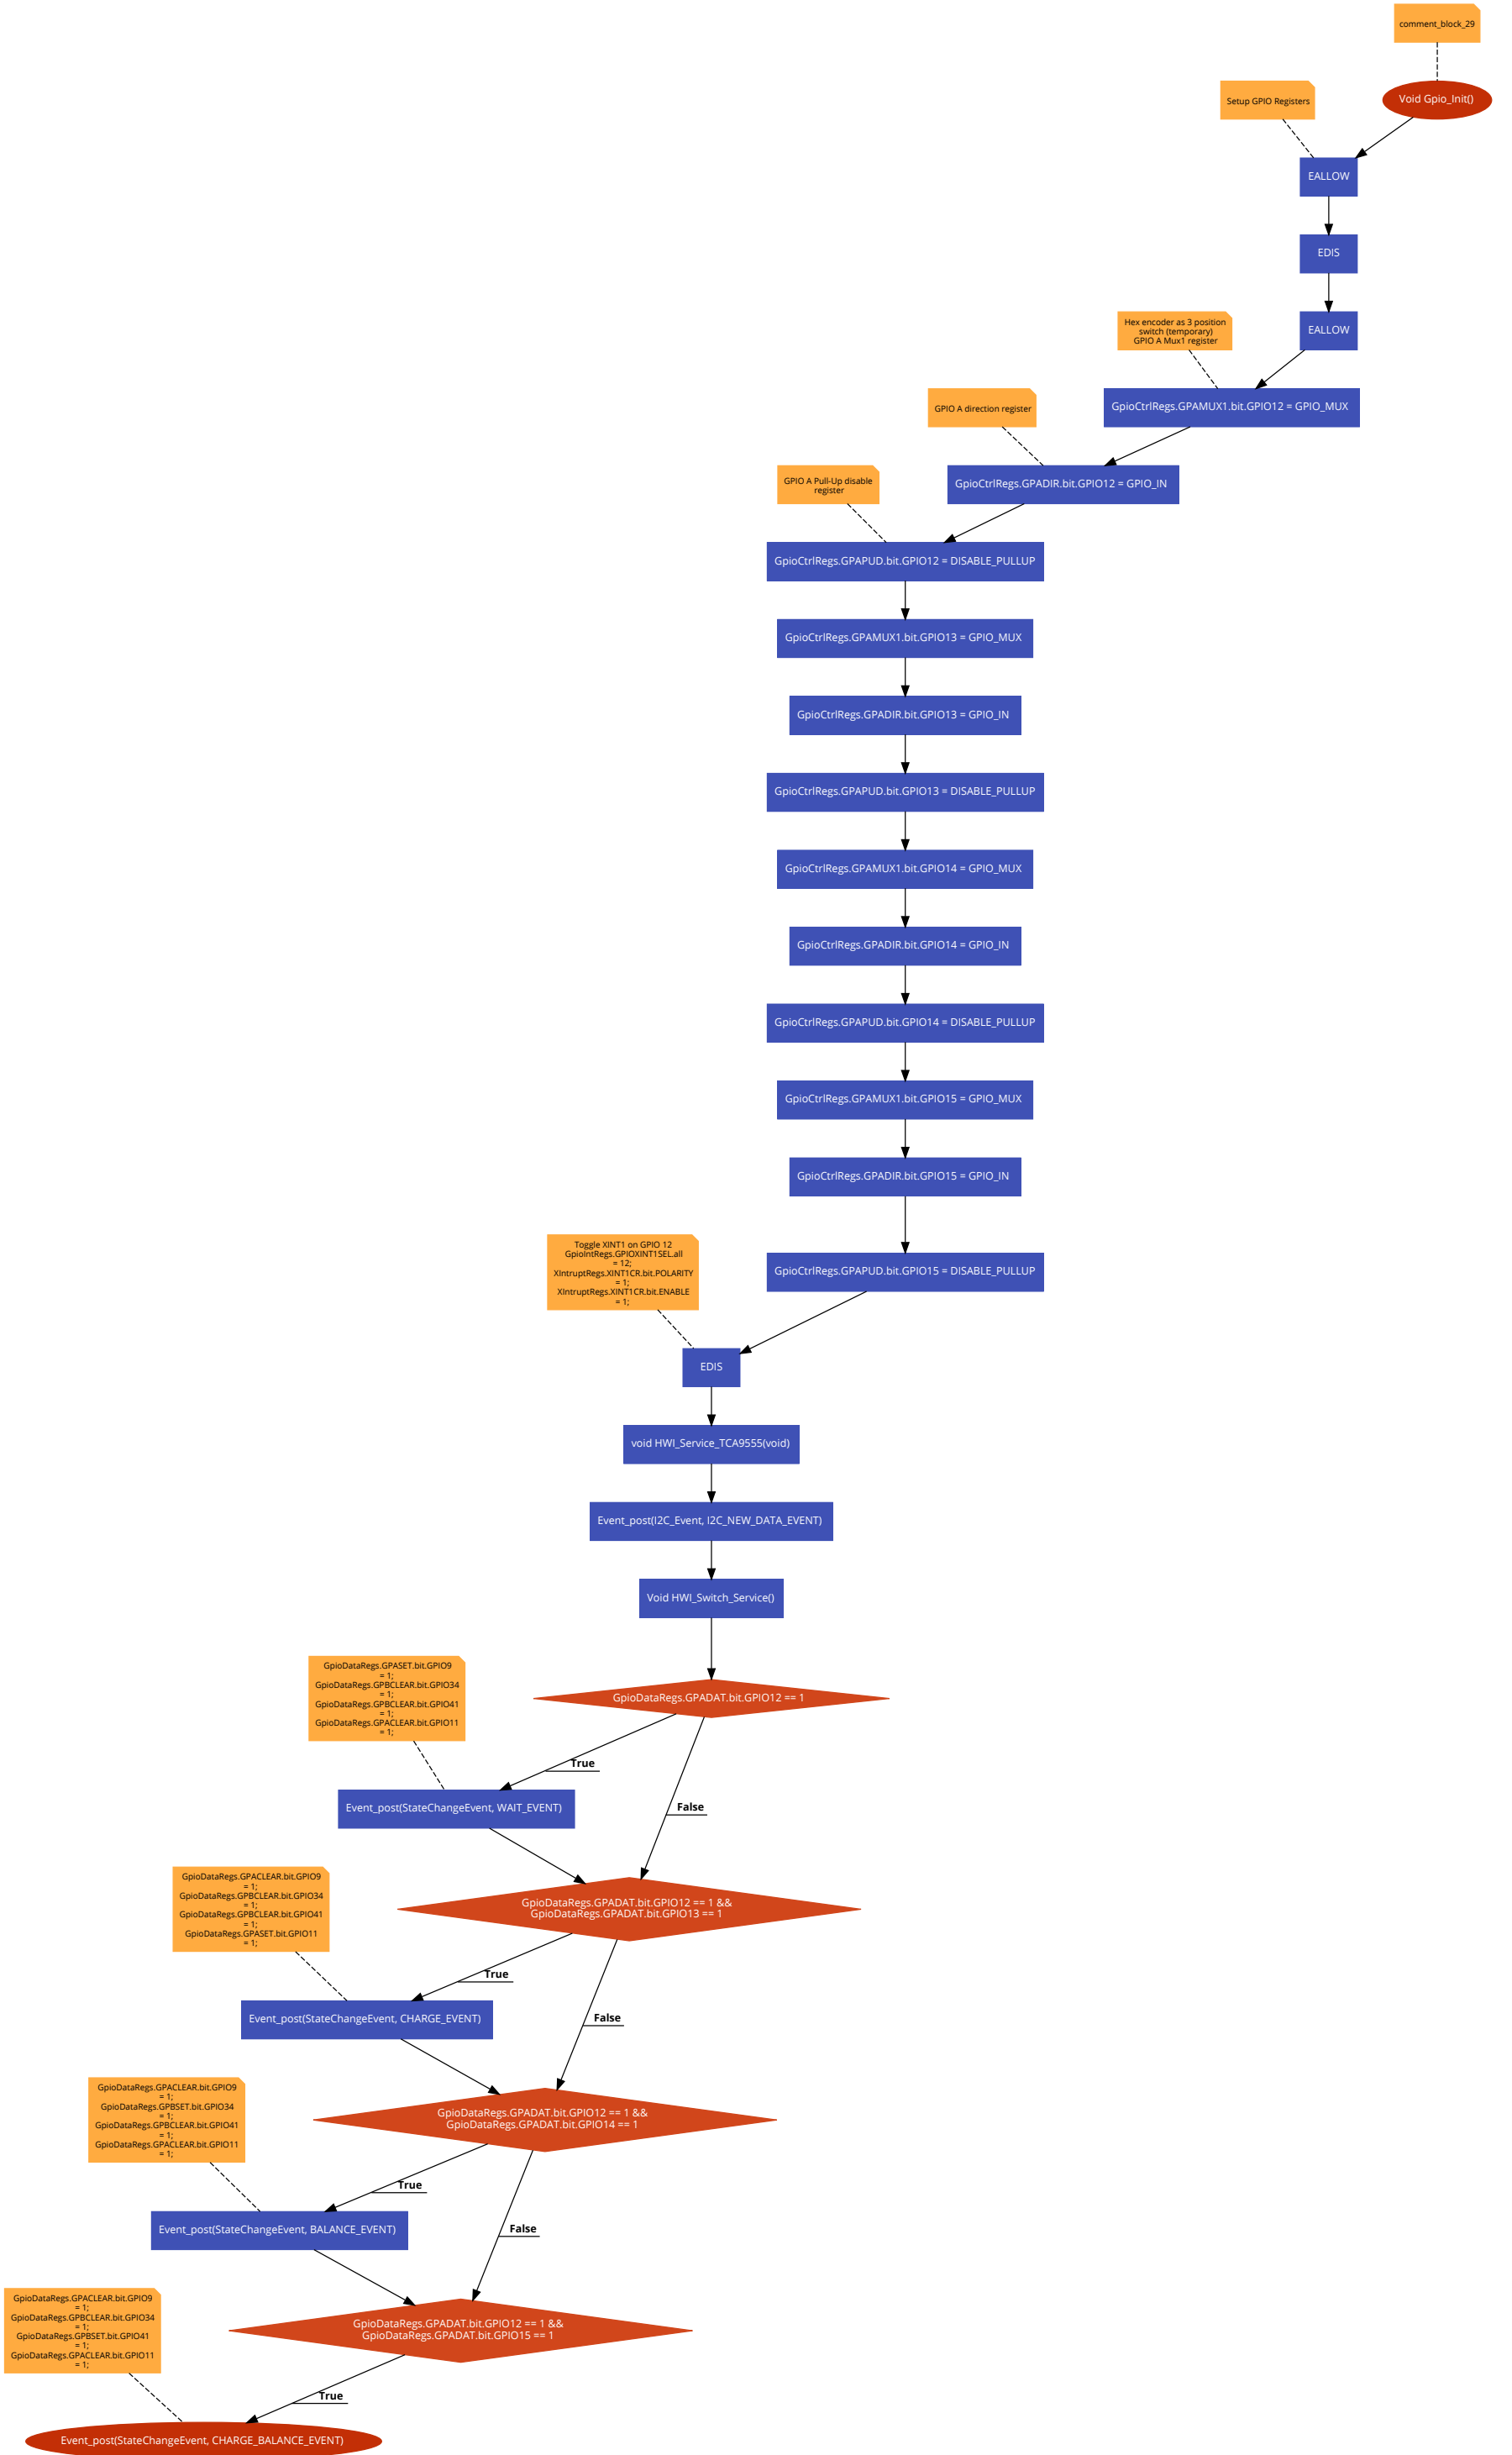 comment_block_29
Void Gpio_Init()
Setup GPIO Registers
EALLOW
EDIS
EALLOW
Hex encoder as 3 position
switch (temporary)
GPIO A Mux1 register
GpioCtrlRegs.GPAMUX1.bit.GPIO12 = GPIO_MUX
GPIO A direction register
GpioCtrlRegs.GPADIR.bit.GPIO12 = GPIO_IN
GPIO A Pull-Up disable
register
GpioCtrlRegs.GPAPUD.bit.GPIO12 = DISABLE_PULLUP
GpioCtrlRegs.GPAMUX1.bit.GPIO13 = GPIO_MUX
GpioCtrlRegs.GPADIR.bit.GPIO13 = GPIO_IN
GpioCtrlRegs.GPAPUD.bit.GPIO13 = DISABLE_PULLUP
GpioCtrlRegs.GPAMUX1.bit.GPIO14 = GPIO_MUX
GpioCtrlRegs.GPADIR.bit.GPIO14 = GPIO_IN
GpioCtrlRegs.GPAPUD.bit.GPIO14 = DISABLE_PULLUP
GpioCtrlRegs.GPAMUX1.bit.GPIO15 = GPIO_MUX
GpioCtrlRegs.GPADIR.bit.GPIO15 = GPIO_IN
GpioCtrlRegs.GPAPUD.bit.GPIO15 = DISABLE_PULLUP
Toggle XINT1 on GPIO 12
GpioIntRegs.GPIOXINT1SEL.all
= 12;
XIntruptRegs.XINT1CR.bit.POLARITY
= 1;
XIntruptRegs.XINT1CR.bit.ENABLE
= 1;
EDIS
void HWI_Service_TCA9555(void)
Event_post(I2C_Event, I2C_NEW_DATA_EVENT)
Void HWI_Switch_Service()
GpioDataRegs.GPADAT.bit.GPIO12 == 1
GpioDataRegs.GPASET.bit.GPIO9
= 1;
GpioDataRegs.GPBCLEAR.bit.GPIO34
= 1;
GpioDataRegs.GPBCLEAR.bit.GPIO41
= 1;
GpioDataRegs.GPACLEAR.bit.GPIO11
= 1;
True
Event_post(StateChangeEvent, WAIT_EVENT)
False
GpioDataRegs.GPADAT.bit.GPIO12 == 1 &&
GpioDataRegs.GPADAT.bit.GPIO13 == 1
GpioDataRegs.GPACLEAR.bit.GPIO9
= 1;
GpioDataRegs.GPBCLEAR.bit.GPIO34
= 1;
GpioDataRegs.GPBCLEAR.bit.GPIO41
= 1;
GpioDataRegs.GPASET.bit.GPIO11
= 1;
True
Event_post(StateChangeEvent, CHARGE_EVENT)
False
GpioDataRegs.GPADAT.bit.GPIO12 == 1 &&
GpioDataRegs.GPADAT.bit.GPIO14 == 1
GpioDataRegs.GPACLEAR.bit.GPIO9
= 1;
GpioDataRegs.GPBSET.bit.GPIO34
= 1;
GpioDataRegs.GPBCLEAR.bit.GPIO41
= 1;
GpioDataRegs.GPACLEAR.bit.GPIO11
= 1;
True
Event_post(StateChangeEvent, BALANCE_EVENT)
False
GpioDataRegs.GPADAT.bit.GPIO12 == 1 &&
GpioDataRegs.GPADAT.bit.GPIO15 == 1
GpioDataRegs.GPACLEAR.bit.GPIO9
= 1;
GpioDataRegs.GPBCLEAR.bit.GPIO34
= 1;
GpioDataRegs.GPBSET.bit.GPIO41
= 1;
GpioDataRegs.GPACLEAR.bit.GPIO11
= 1;
True
Event_post(StateChangeEvent, CHARGE_BALANCE_EVENT)